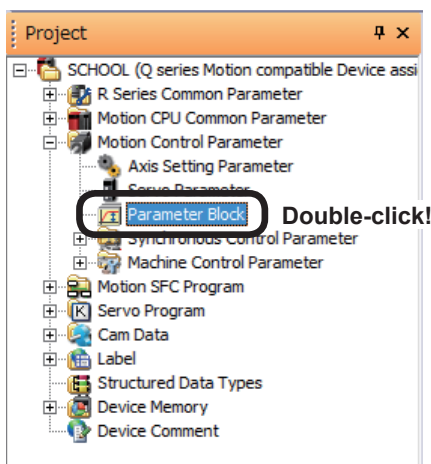 Project
SCHOOL (Q series Motion compatible Device assi
R Series Common Parameter
Motion CPU Common Parameter
Motion Control Parameter
Axis Setting Parameter
Servo Parameter
Parameter Block Double-click!
Synchronous Control Parameter
Machine Control Parameter
Motion SFC Program
Servo Program
Cam Data
Label
Structured Data Types
Device Memory
Device Comment